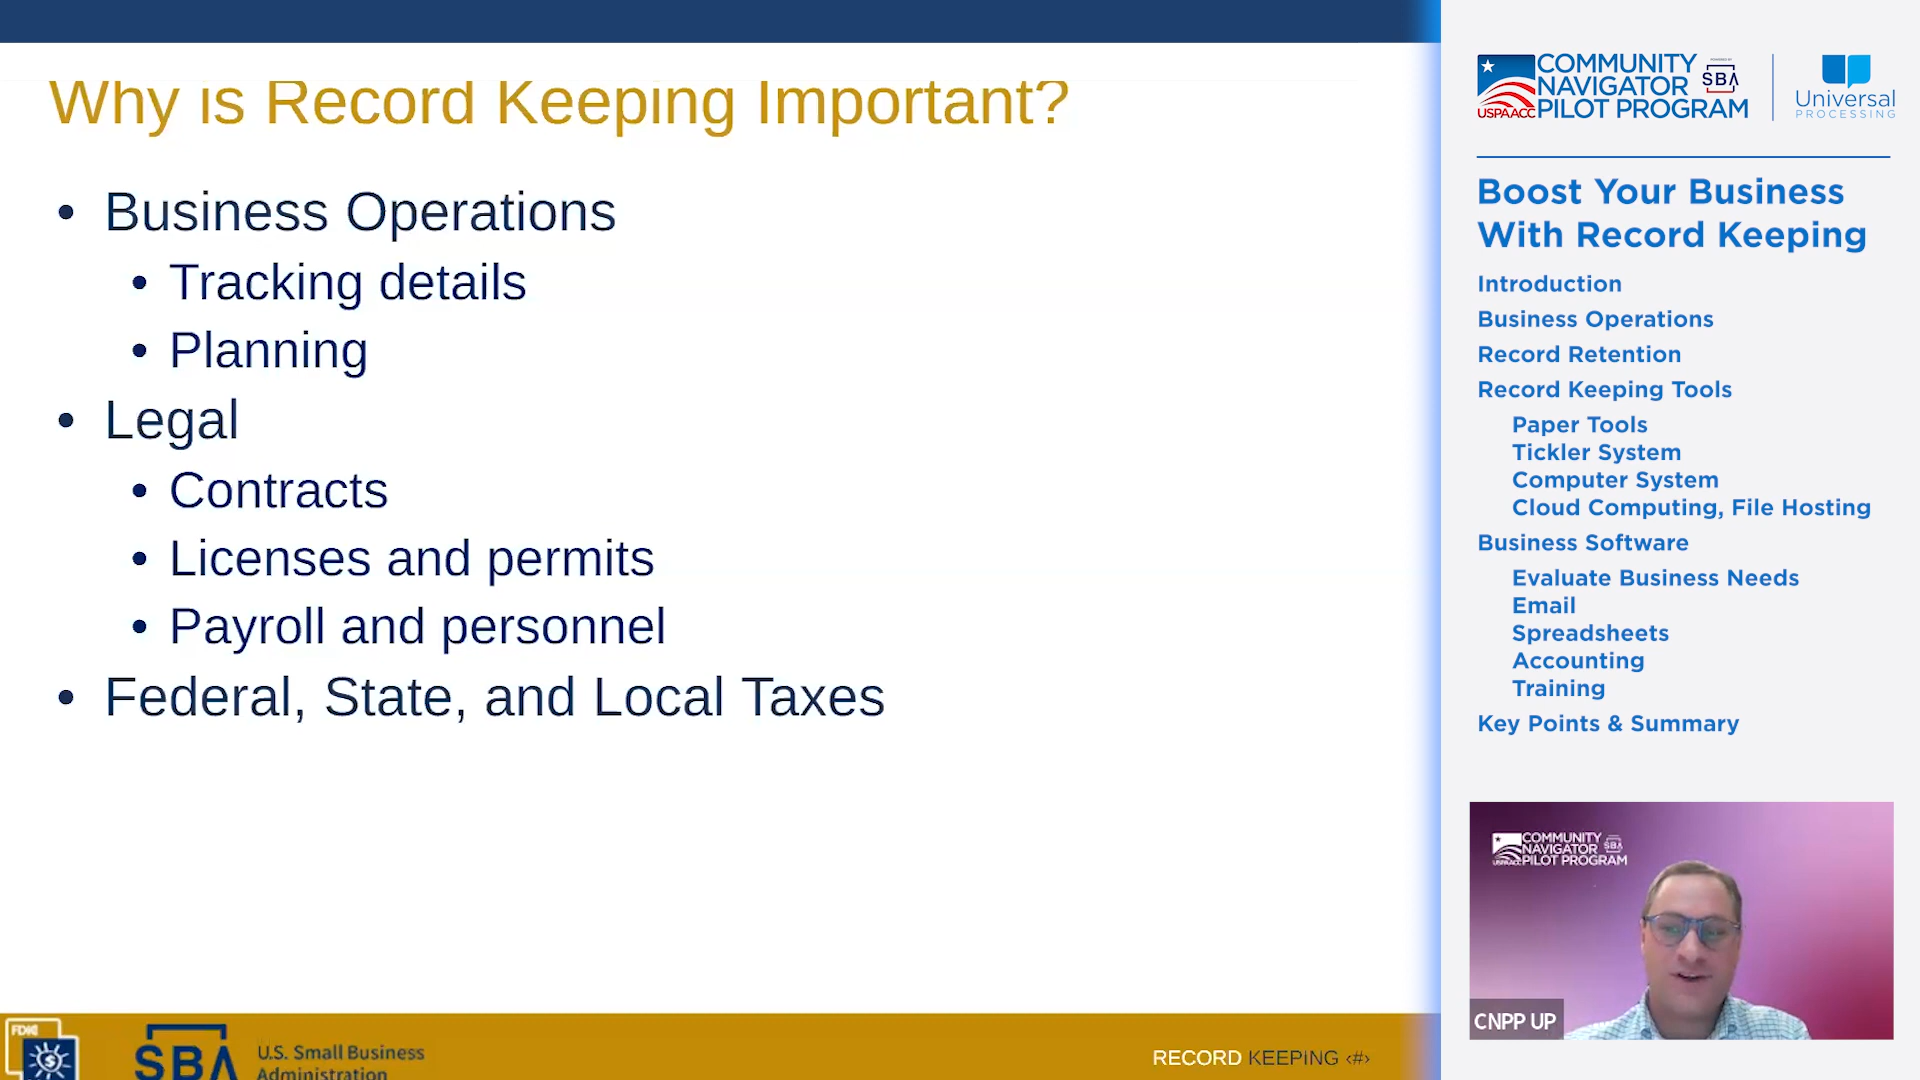 Why is Record Keeping Important?
• Business Operations
• Tracking details
• Planning
• Legal
• Contracts
• Licenses and permits
• Payroll and personnel
• Federal, State, and Local Taxes
FDIC
SBA
U.S. Small Business
Administration
RECORD KEEPING ‹#›
COMMUNITY
NAVIGATOR
PILOT PROGRAM
USPAACC
POWERED BY
SBA
Universal
PROCESSING
Boost Your Business
With Record Keeping
Introduction
Business Operations
Record Retention
Record Keeping Tools
Paper Tools
Tickler System
Computer System
Cloud Computing, File Hosting
Business Software
Evaluate Business Needs
Email
Spreadsheets
Accounting
Training
Key Points & Summary
COMMUNITY
NAVIGATOR
PILOT PROGRAM
USPAACC
SBA
CNPP UP